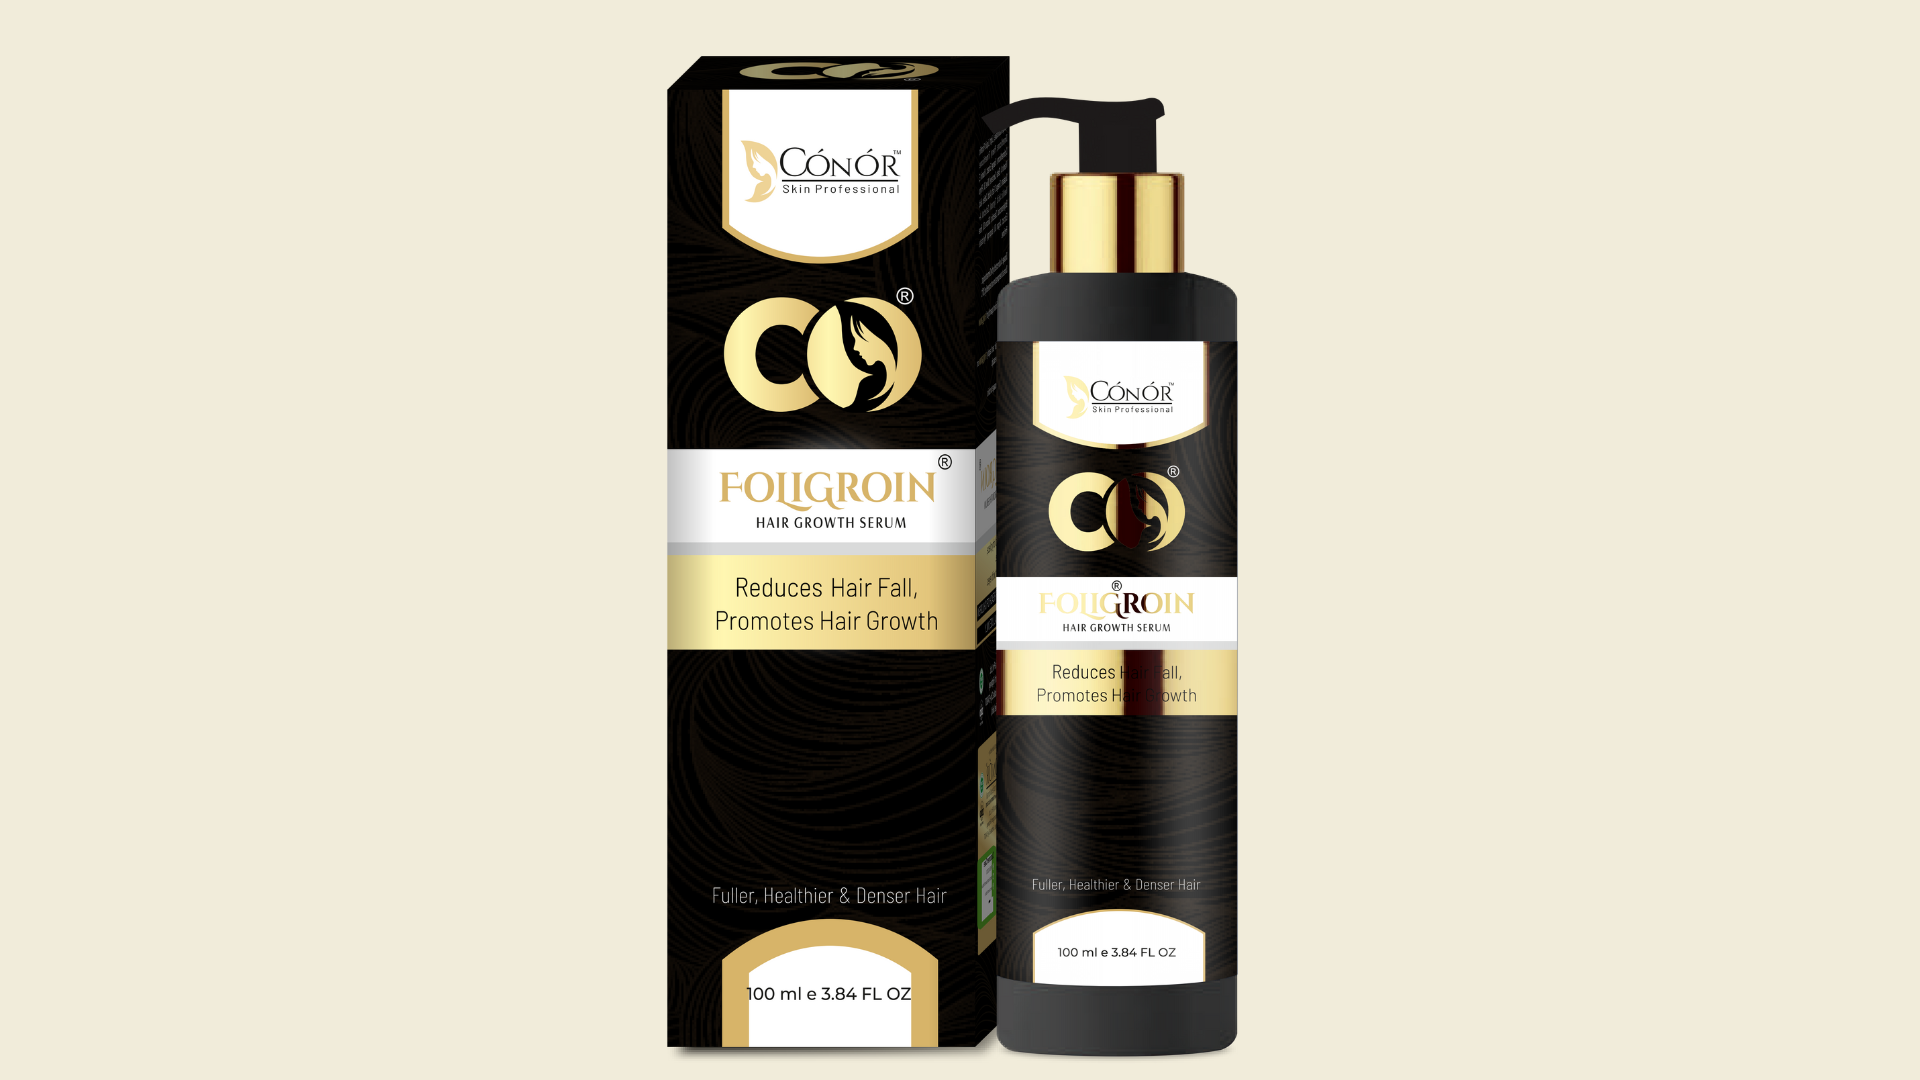 CÓNÓR™
Skin Professional
CO®
FOLIGROIN®
HAIR GROWTH SERUM
Reduces Hair Fall,
Promotes Hair Growth
Fuller, Healthier & Denser Hair
100 ml e 3.84 FL OZ
CÓNÓR™
Skin Professional
CO®
FOLIGROIN®
HAIR GROWTH SERUM
Reduces Hair Fall,
Promotes Hair Growth
Fuller, Healthier & Denser Hair
100 ml e 3.84 FL OZ